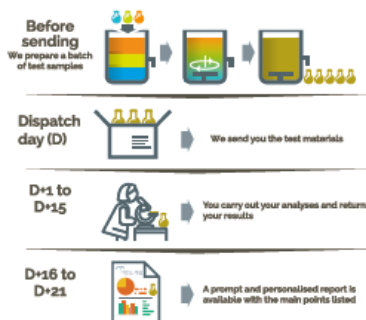 Before
sending
We prepare a batch
of test samples
Dispatch
day (D)
We send you the test materials
D+1 to
D+15
You carry out your analyses and return
your results
D+16 to
D+21
A prompt and personalised report is
available with the main points listed